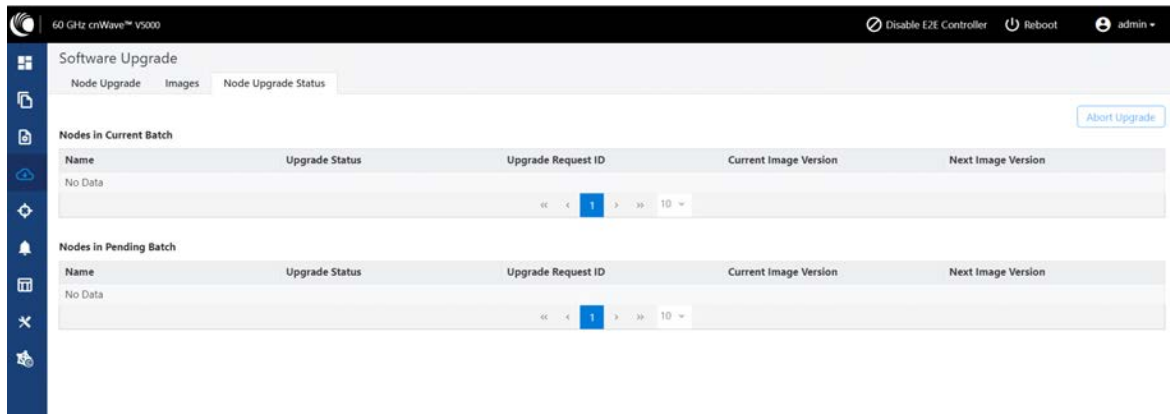 60 GHz cnWave™ V5000 Disable E2E Controller Reboot admin
Software Upgrade
Node Upgrade Images Node Upgrade Status
Abort Upgrade
Nodes in Current Batch
Name Upgrade Status Upgrade Request ID Current Image Version Next Image Version
No Data
« ‹ 1 › » 10
Nodes in Pending Batch
Name Upgrade Status Upgrade Request ID Current Image Version Next Image Version
No Data
« ‹ 1 › » 10